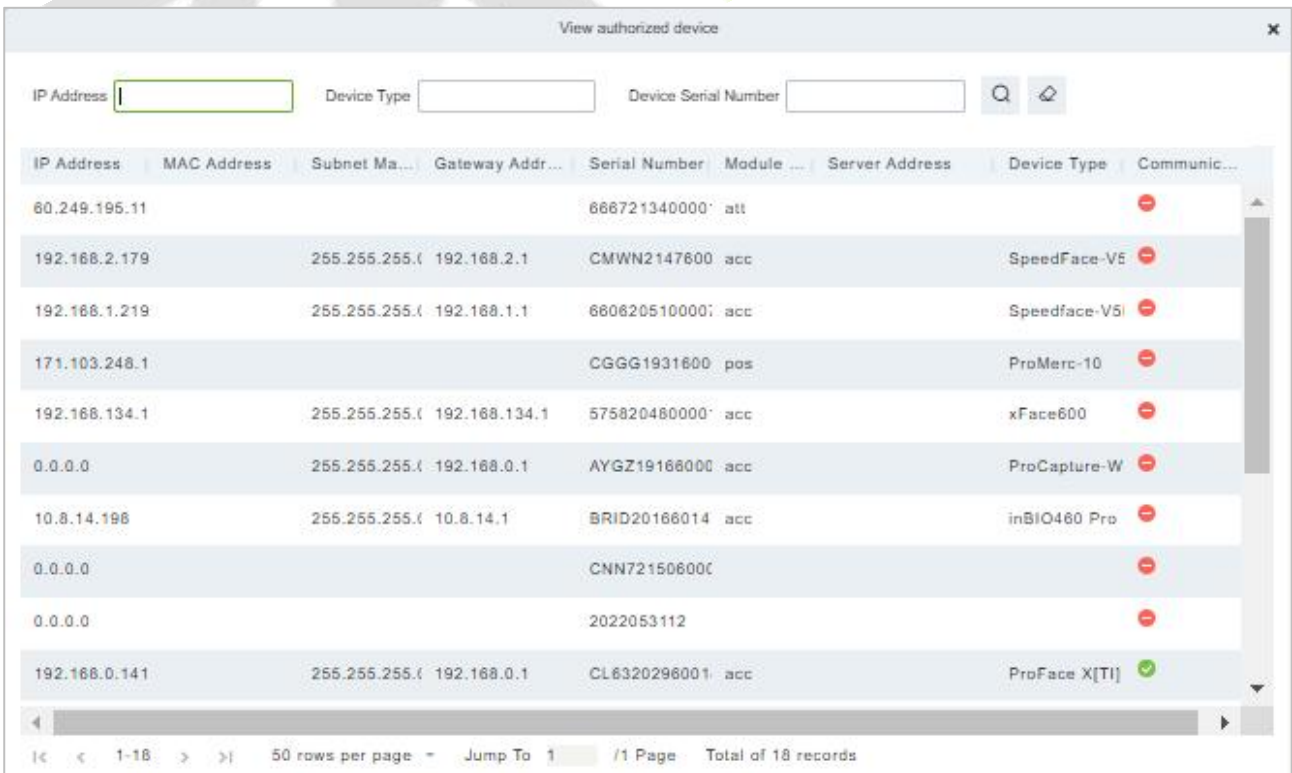 View authorized device
IP Address Device Type Device Serial Number
IP Address MAC Address Subnet Ma... Gateway Addr... Serial Number Module ... Server Address Device Type Communic...
60.249.195.11 666721340000 att
192.168.2.179 255.255.255.( 192.168.2.1 CMWN2147600 acc SpeedFace-V5
192.168.1.219 255.255.255.( 192.168.1.1 660620510000 acc Speedface-V5
171.103.248.1 CGGG1931600 pos ProMerc-10
192.168.134.1 255.255.255.( 192.168.134.1 575820480000 acc xFace600
0.0.0.0 255.255.255.( 192.168.0.1 AYGZ19166000 acc ProCapture-W
10.8.14.198 255.255.255.( 10.8.14.1 BRID20166014 acc inBIO460 Pro
0.0.0.0 CNN72150600(
0.0.0.0 2022053112
192.168.0.141 255.255.255.( 192.168.0.1 CL6320296001 acc ProFace X[TI]
1-18 50 rows per page Jump To 1 /1 Page Total of 18 records